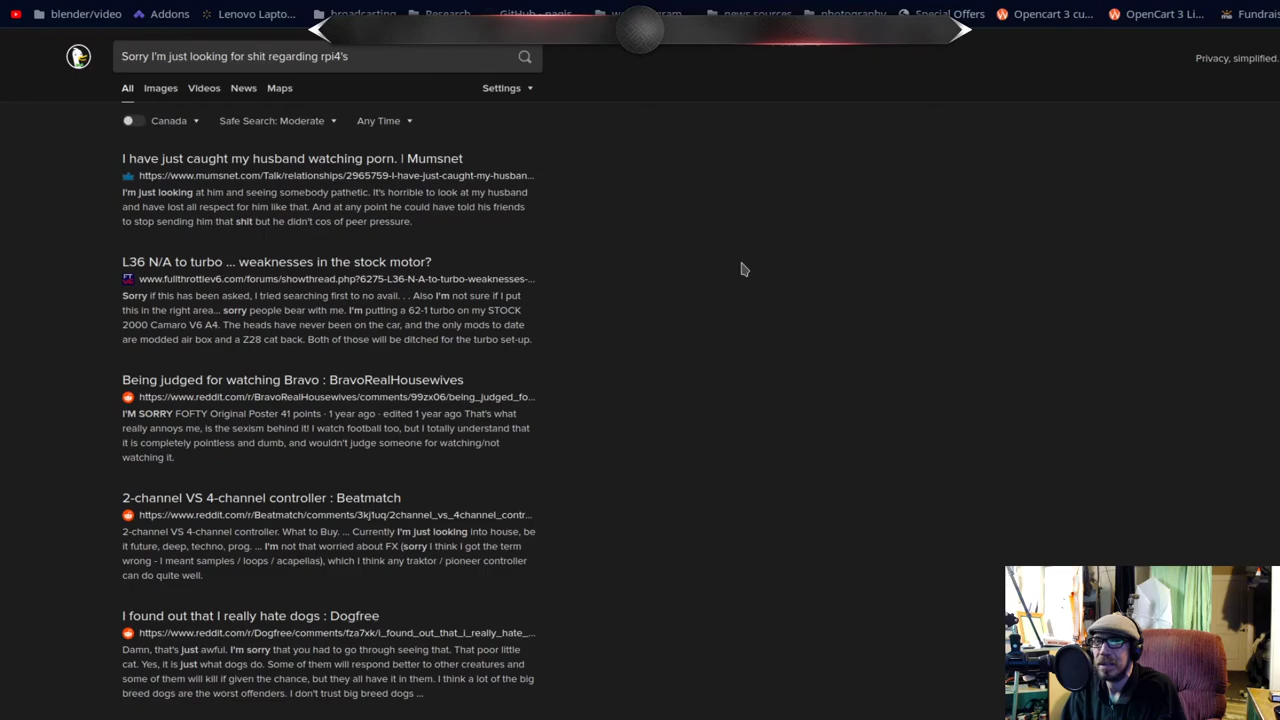 blender/video Addons Lenovo Lapto... broadcasting Research GitHub - nagis news sources photography Special Offers Opencart 3 cu... OpenCart 3 Li... Fundrais
Sorry I'm just looking for shit regarding rpi4's
Privacy, simplified.
All Images Videos News Maps Settings
Canada Safe Search: Moderate Any Time
I have just caught my husband watching porn. | Mumsnet
https://www.mumsnet.com/Talk/relationships/2965759-I-have-just-caught-my-husban...
I'm just looking at him and seeing somebody pathetic. It's horrible to look at my husband
and have lost all respect for him like that. And at any point he could have told his friends
to stop sending him that shit but he didn't cos of peer pressure.
L36 N/A to turbo ... weaknesses in the stock motor?
www.fullthrottlev6.com/forums/showthread.php?6275-L36-N-A-to-turbo-weaknesses-...
Sorry if this has been asked, I tried searching first to no avail. . . Also I'm not sure if I put
this in the right area... sorry people bear with me. I'm putting a 62-1 turbo on my STOCK
2000 Camaro V6 A4. The heads have never been on the car, and the only mods to date
are modded air box and a Z28 cat back. Both of those will be ditched for the turbo set-up.
Being judged for watching Bravo : BravoRealHousewives
https://www.reddit.com/r/BravoRealHousewives/comments/99zx06/being_judged_fo...
I'M SORRY FOFTY Original Poster 41 points · 1 year ago · edited 1 year ago That's what
really annoys me, is the sexism behind it! I watch football too, but I totally understand that
it is completely pointless and dumb, and wouldn't judge someone for watching/not
watching it.
2-channel VS 4-channel controller : Beatmatch
https://www.reddit.com/r/Beatmatch/comments/3kj1uq/2channel_vs_4channel_contr...
2-channel VS 4-channel controller. What to Buy. ... Currently I'm just looking into house, be
it future, deep, techno, prog. ... I'm not that worried about FX (sorry I think I got the term
wrong - I meant samples / loops / acapellas), which I think any traktor / pioneer controller
can do quite well.
I found out that I really hate dogs : Dogfree
https://www.reddit.com/r/Dogfree/comments/fza7xk/i_found_out_that_i_really_hate_...
Damn, that's just awful. I'm sorry that you had to go through seeing that. That poor little
cat. Yes, it is just what dogs do. Some of them will respond better to other creatures and
some of them will kill if given the chance, but they all have it in them. I think a lot of the big
breed dogs are the worst offenders. I don't trust big breed dogs ...